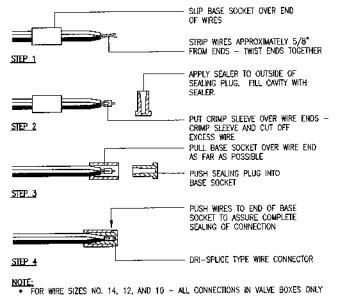 SLIP BASE SOCKET OVER END
OF WIRES
STRIP WIRES APPROXIMATELY 5/8"
FROM ENDS - TWIST ENDS TOGETHER
STEP 1
APPLY SEALER TO OUTSIDE OF
SEALING PLUG. FILL CAVITY WITH
SEALER.
STEP 2
PUT CRIMP SLEEVE OVER WIRE ENDS -
CRIMP SLEEVE AND CUT OFF
EXCESS WIRE
PULL BASE SOCKET OVER WIRE END
AS FAR AS POSSIBLE
PUSH SEALING PLUG INTO
BASE SOCKET
STEP 3
PUSH WIRES TO END OF BASE
SOCKET TO ASSURE COMPLETE
SEALING OF CONNECTION
DRI-SPLICE TYPE WIRE CONNECTOR
STEP 4
NOTE:
• FOR WIRE SIZES NO. 14, 12, AND 10 - ALL CONNECTIONS IN VALVE BOXES ONLY